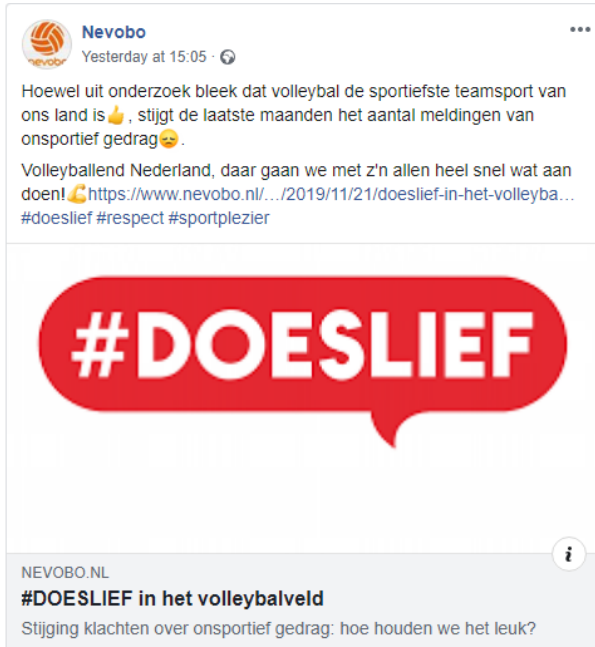 Nevobo
Yesterday at 15:05 ·
nevobo
Hoewel uit onderzoek bleek dat volleybal de sportiefste teamsport van
ons land is👍, stijgt de laatste maanden het aantal meldingen van
onsportief gedrag😞.
Volleyballend Nederland, daar gaan we met z'n allen heel snel wat aan
doen!💪https://www.nevobo.nl/.../2019/11/21/doeslief-in-het-volleyba...
#doeslief #respect #sportplezier
#DOESLIEF
i
NEVOBO.NL
#DOESLIEF in het volleybalveld
Stijging klachten over onsportief gedrag: hoe houden we het leuk?